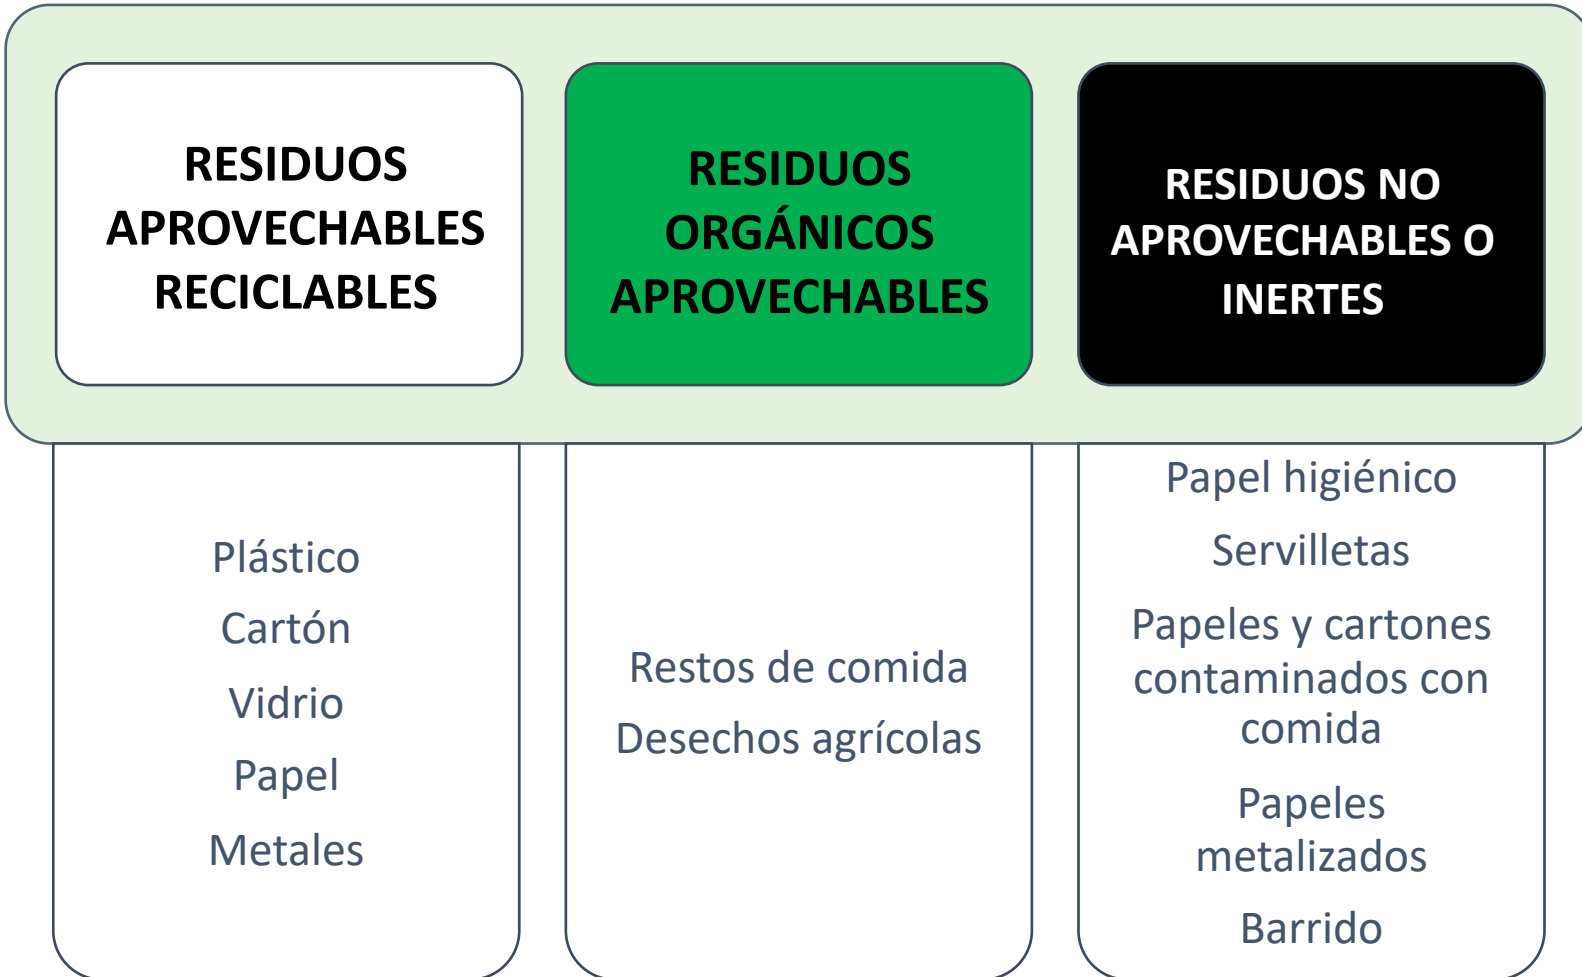 RESIDUOS
APROVECHABLES
RECICLABLES
RESIDUOS
ORGÁNICOS
APROVECHABLES
RESIDUOS NO
APROVECHABLES O
INERTES
Plástico
Cartón
Vidrio
Papel
Metales
Restos de comida
Desechos agrícolas
Papel higiénico
Servilletas
Papeles y cartones
contaminados con
comida
Papeles
metalizados
Barrido